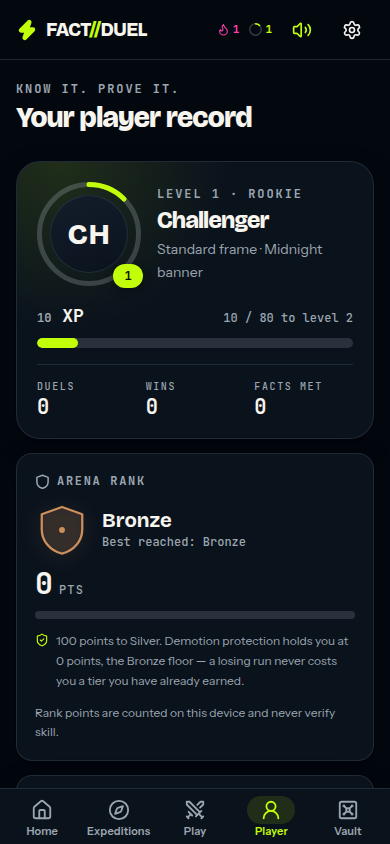 FACT//DUEL 1 1
KNOW IT. PROVE IT.
Your player record
LEVEL 1 · ROOKIE
CH
Challenger
Standard frame · Midnight
banner
1
10 XP 10 / 80 to level 2
DUELS WINS FACTS MET
0 0 0
ARENA RANK
Bronze
Best reached: Bronze
0 PTS
100 points to Silver. Demotion protection holds you at
0 points, the Bronze floor — a losing run never costs
you a tier you have already earned.
Rank points are counted on this device and never verify
skill.
Home Expeditions Play Player Vault